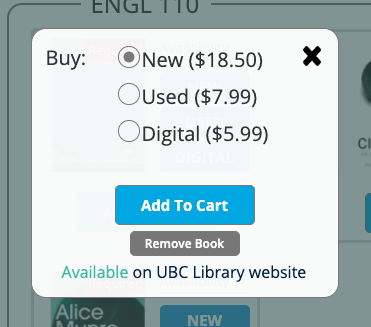 ENGL 110
Buy:
New ($18.50)
Used ($7.99)
Digital ($5.99)
DIGITAL
Add To Cart
Remove Book
Available on UBC Library website
Alice
Munro
NEW